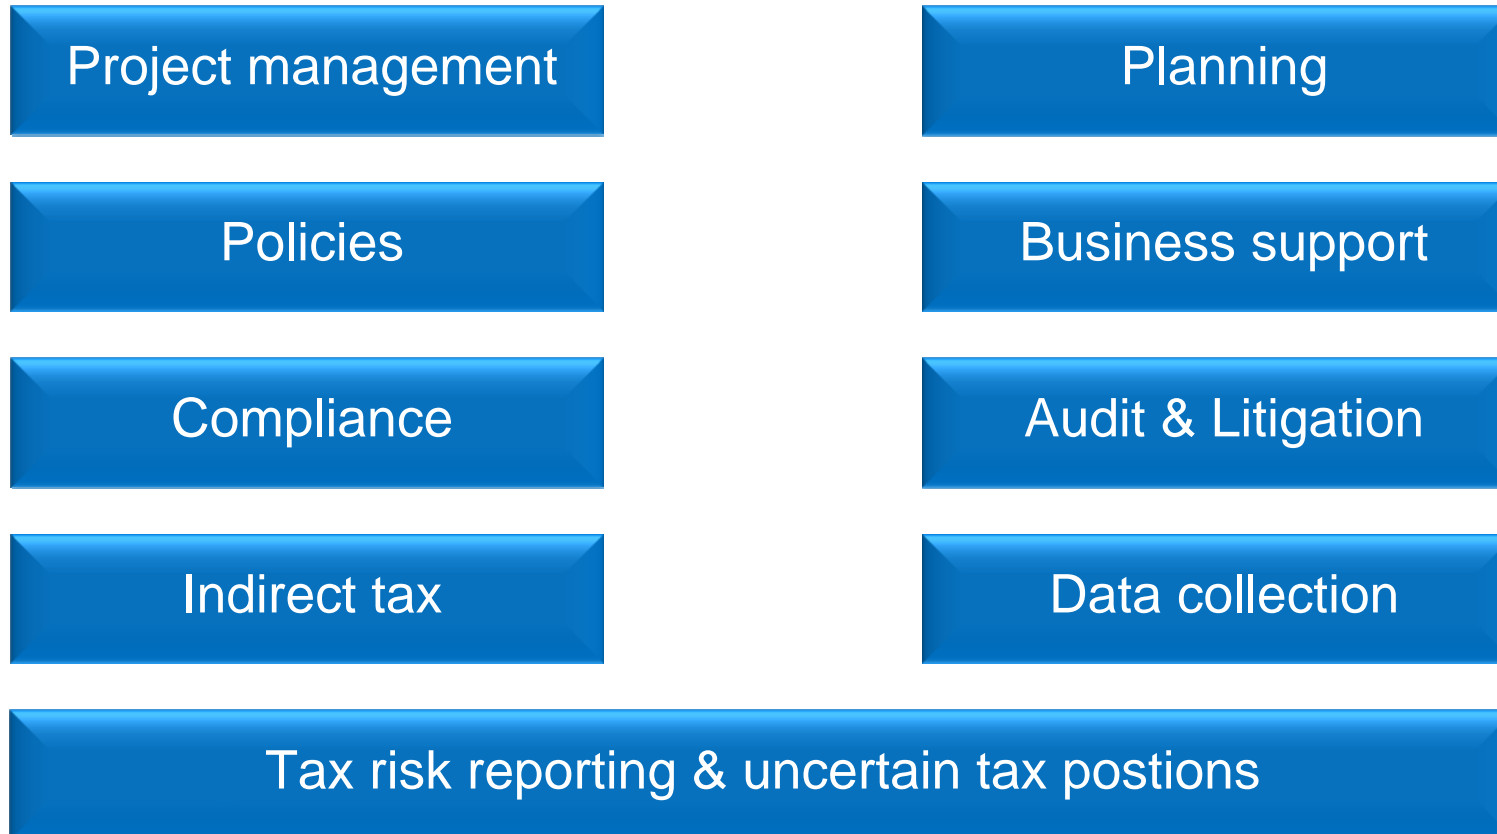 Project management
Planning
Policies
Business support
Compliance
Audit & Litigation
Indirect tax
Data collection
Tax risk reporting & uncertain tax postions